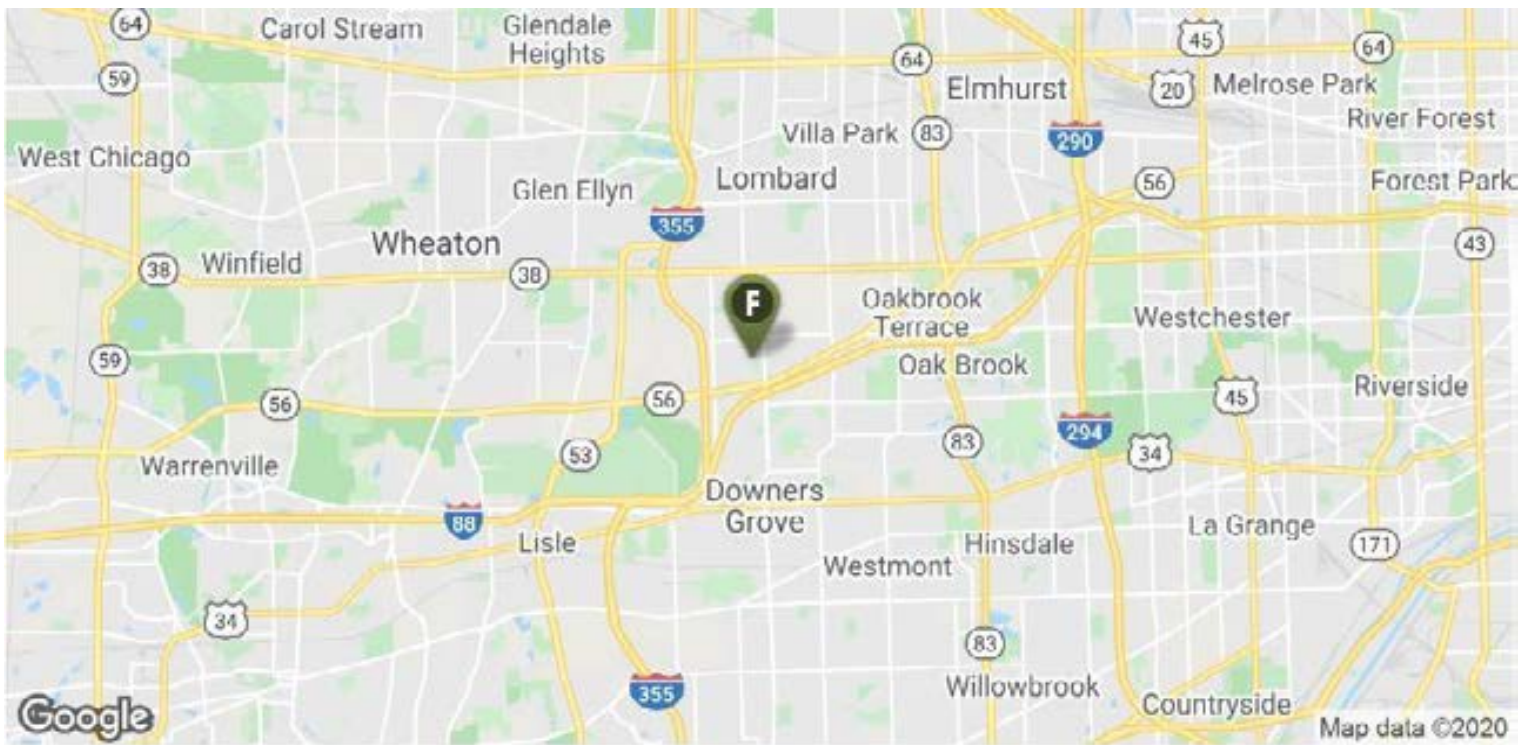 64
Carol Stream
Glendale
Heights
45
64
59
64
Elmhurst
20
Melrose Park
Villa Park
83
290
River Forest
West Chicago
Glen Ellyn
Lombard
56
Forest Park
355
Wheaton
43
38
Winfield
38
F
Oakbrook
Terrace
Westchester
59
Oak Brook
Riverside
56
56
45
53
83
294
34
Warrenville
Downers
Grove
88
Lisle
La Grange
Westmont
Hinsdale
171
34
83
355
Willowbrook
Countryside
Google
Map data ©2020